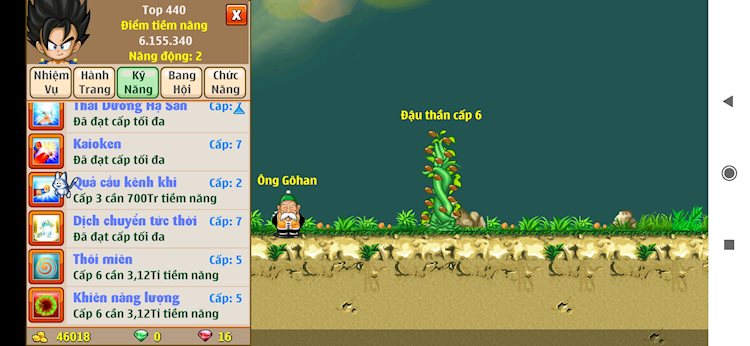 Top 440
Điểm tiềm năng
6.155.340
Năng động: 2
X
Nhiệm Vụ
Hành Trang
Kỹ Năng
Bang Hội
Chức Năng
Thái Dương Hạ San Cấp: 7
Đã đạt cấp tối đa
Kaioken Cấp: 7
Đã đạt cấp tối đa
Quả cầu kênh khi Cấp: 2
Cấp 3 cần 700Tr tiềm năng
Dịch chuyển tức thời Cấp: 7
Đã đạt cấp tối đa
Thôi miên Cấp: 5
Cấp 6 cần 3,12Ti tiềm năng
Khiên năng lượng Cấp: 5
Cấp 6 cần 3,12Ti tiềm năng
46018 0 16
Đậu thần cấp 6
Ông Gôhan